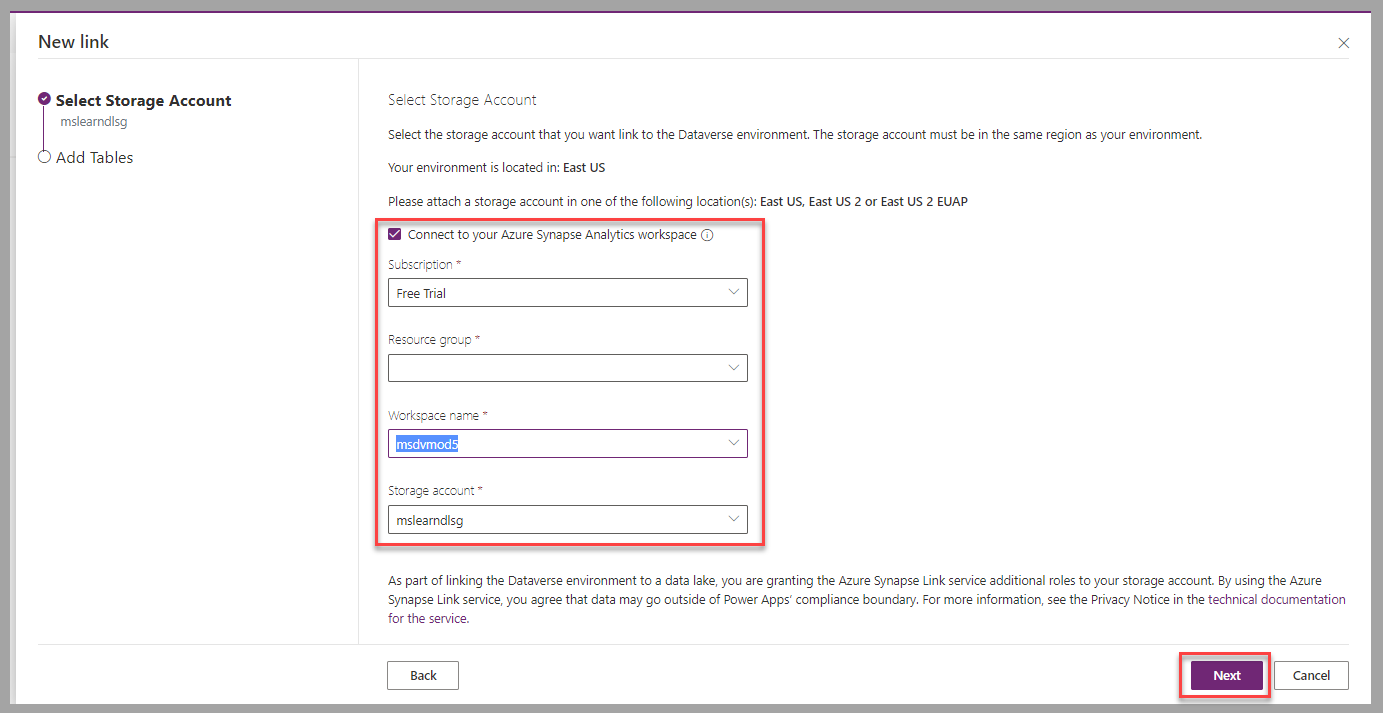 New link
Select Storage Account
mslearndlsg
Add Tables
Select Storage Account
Select the storage account that you want link to the Dataverse environment. The storage account must be in the same region as your environment.
Your environment is located in: East US
Please attach a storage account in one of the following location(s): East US, East US 2 or East US 2 EUAP
Connect to your Azure Synapse Analytics workspace
Subscription *
Free Trial
Resource group *
Workspace name *
msdvmod5
Storage account *
mslearndlsg
As part of linking the Dataverse environment to a data lake, you are granting the Azure Synapse Link service additional roles to your storage account. By using the Azure
Synapse Link service, you agree that data may go outside of Power Apps’ compliance boundary. For more information, see the Privacy Notice in the technical documentation
for the service.
Back
Next
Cancel